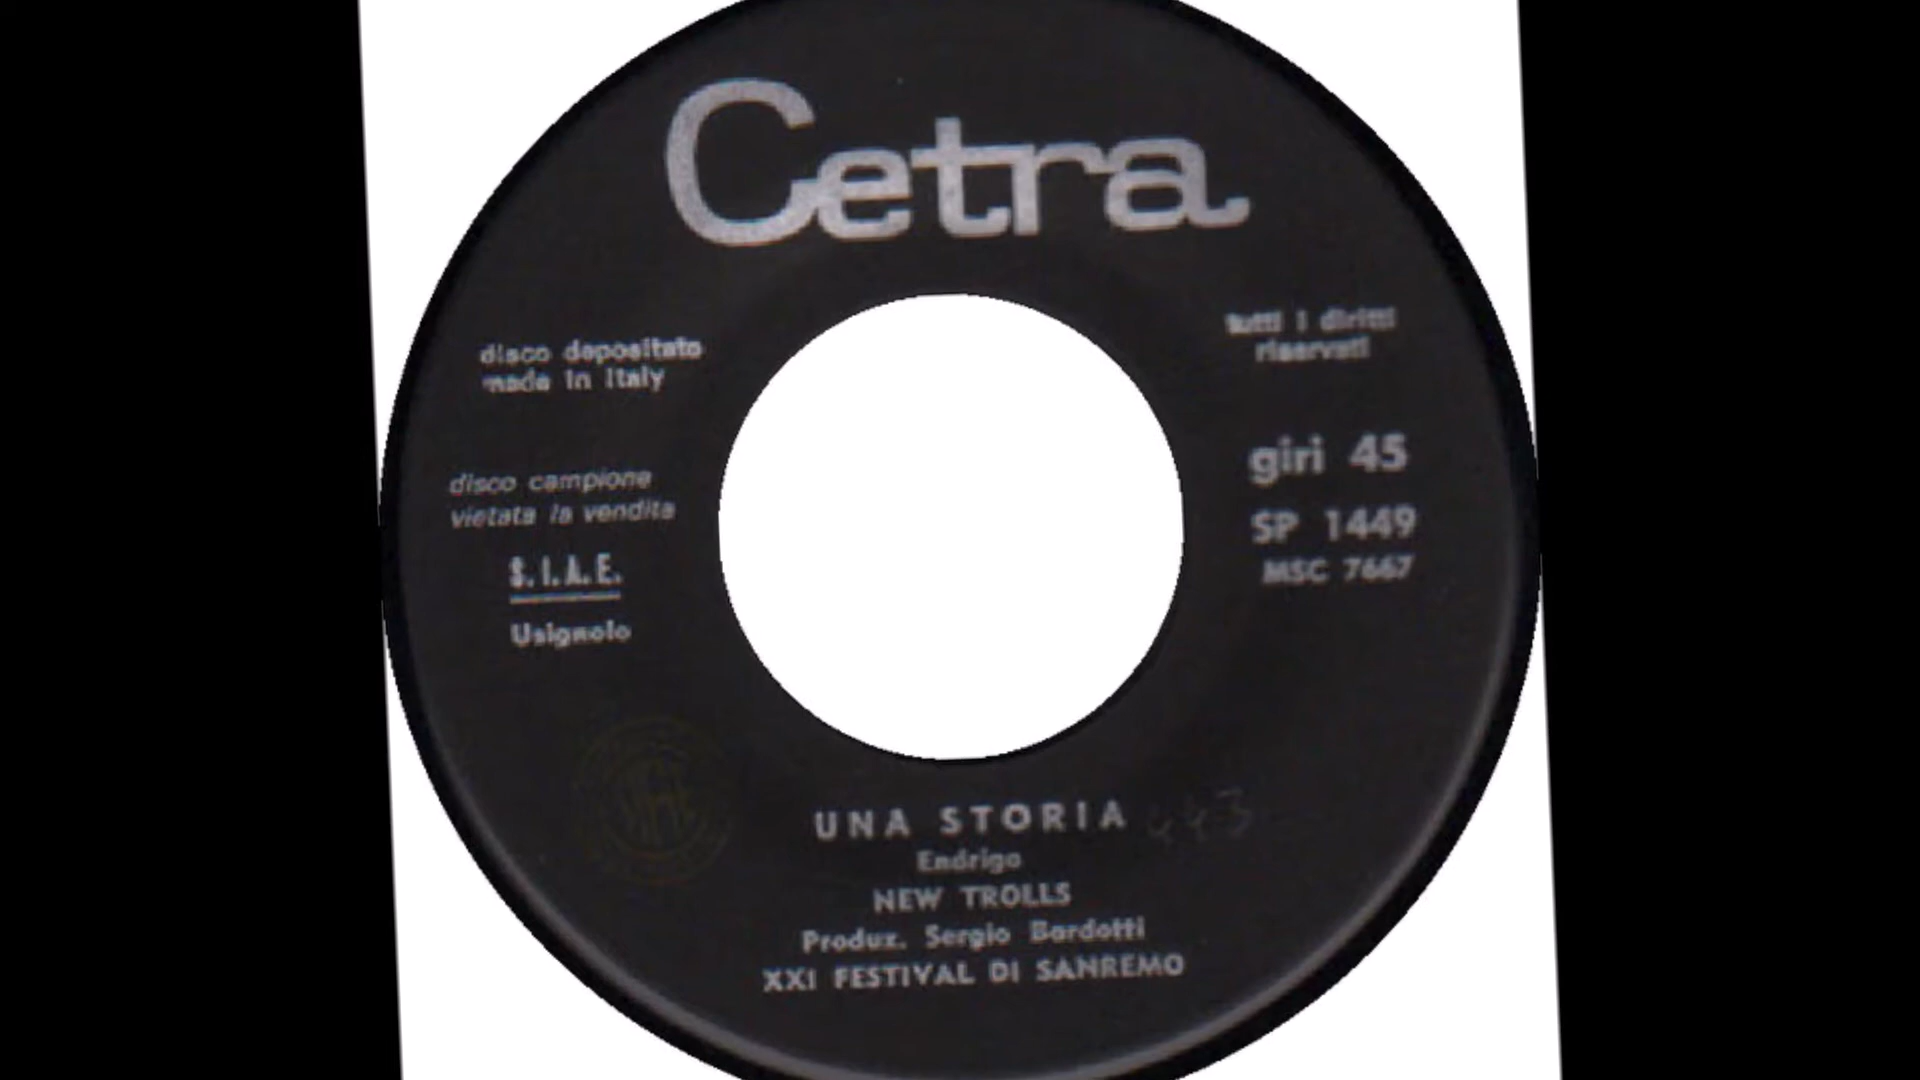 Cetra
disco depositato
made in Italy
tutti i diritti
riservati
disco campione
vietata la vendita
S.I.A.E.
Usignolo
giri 45
SP 1449
MSC 7667
UNA STORIA
Endrigo
NEW TROLLS
Produz. Sergio Bardotti
XXI FESTIVAL DI SANREMO